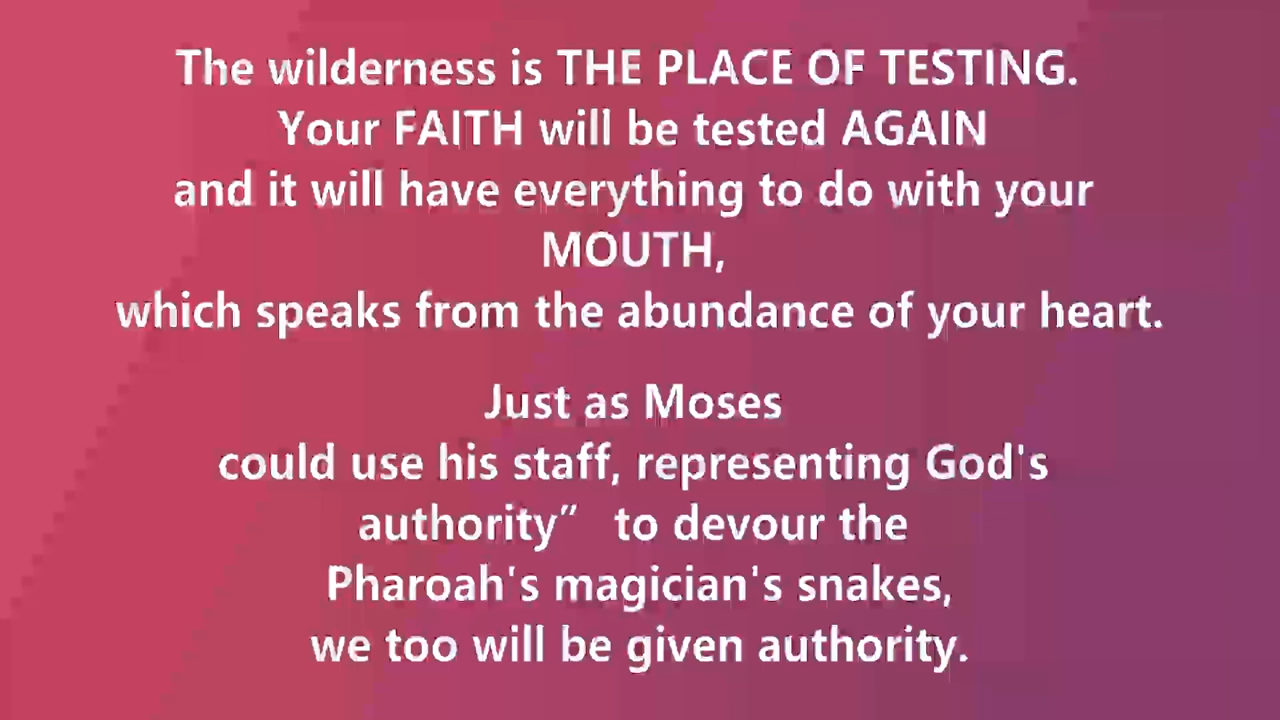 The wilderness is THE PLACE OF TESTING.
Your FAITH will be tested AGAIN
and it will have everything to do with your
MOUTH,
which speaks from the abundance of your heart.
Just as Moses
could use his staff, representing God's
authority” to devour the
Pharoah's magician's snakes,
we too will be given authority.